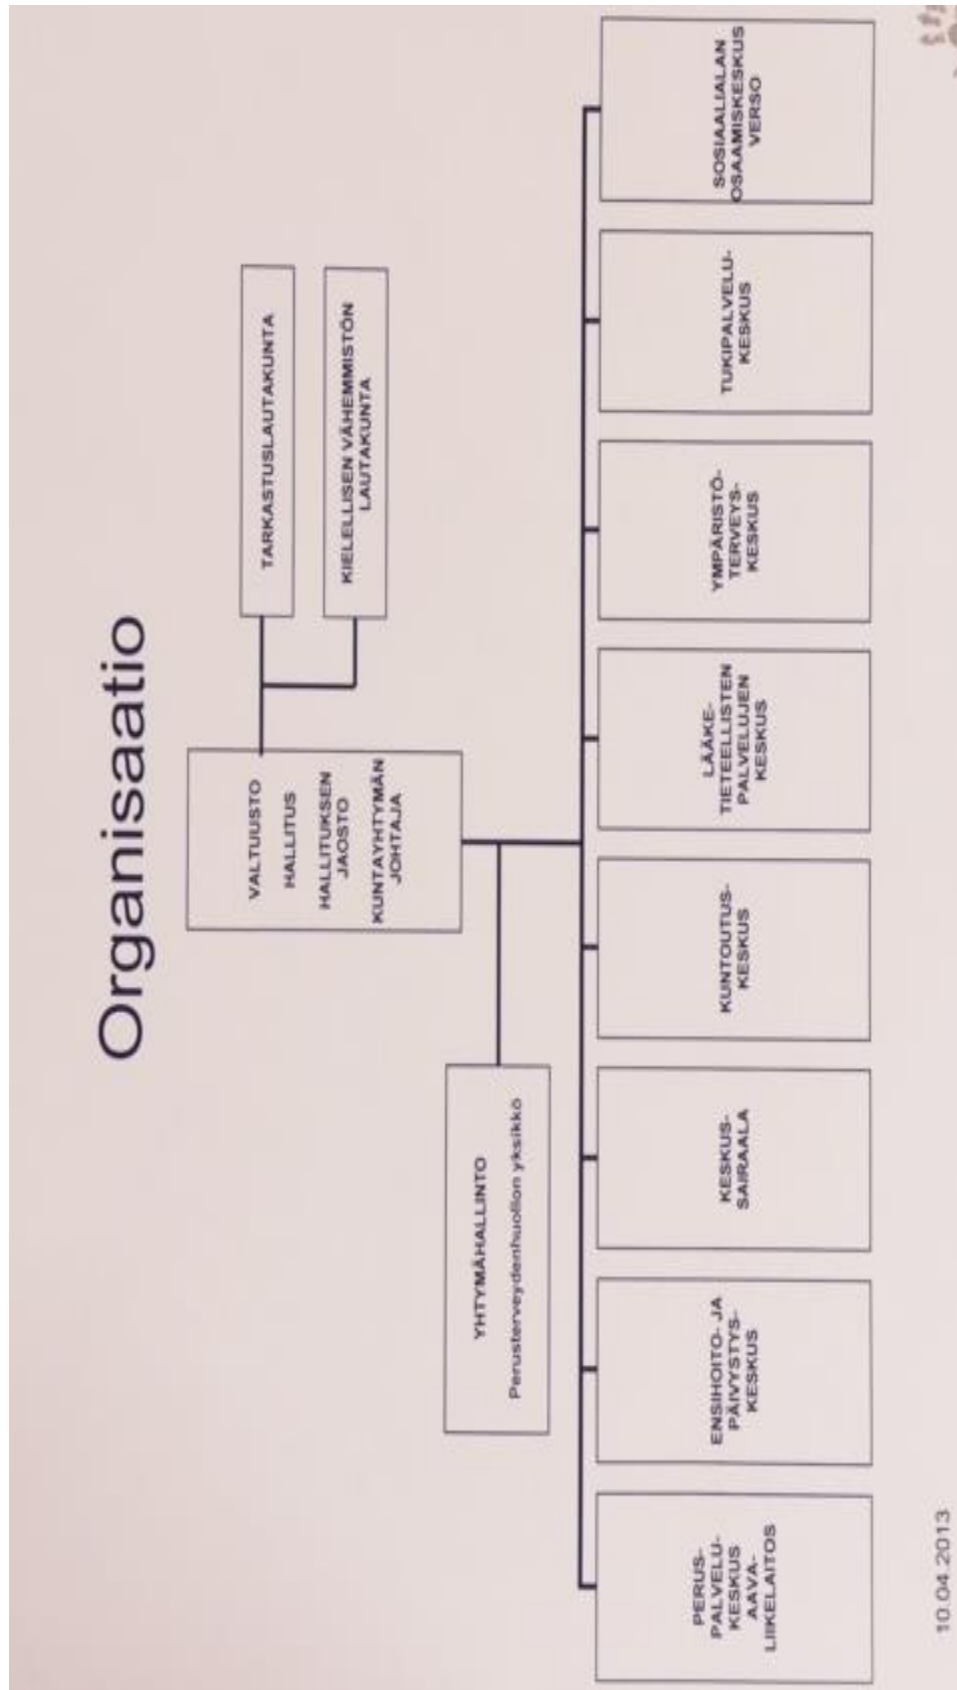 Organisaatio
VALTUUSTO
HALLITUS
HALLITUKSEN
JAOSTO
KUNTAYHTYMÄN
JOHTAJA
TARKASTUSLAUTAKUNTA
KIELELLISEN VÄHEMMISTÖN
LAUTAKUNTA
YHTYMÄHALLINTO
Perusterveydenhuollon yksikkö
PERUS-
PALVELU-
KESKUS
AAVA-
LIIKELAITOS
ENSIHOITO- JA
PÄIVYSTYS-
KESKUS
KESKUS-
SAIRAALA
KUNTOUTUS-
KESKUS
LÄÄKE-
TIETEELLISTEN
PALVELUJEN
KESKUS
YMPÄRISTÖ-
TERVEYS-
KESKUS
TUKIPALVELU-
KESKUS
SOSIAALIALAN
OSAAMISKESKUS
VERSO
10.04.2013